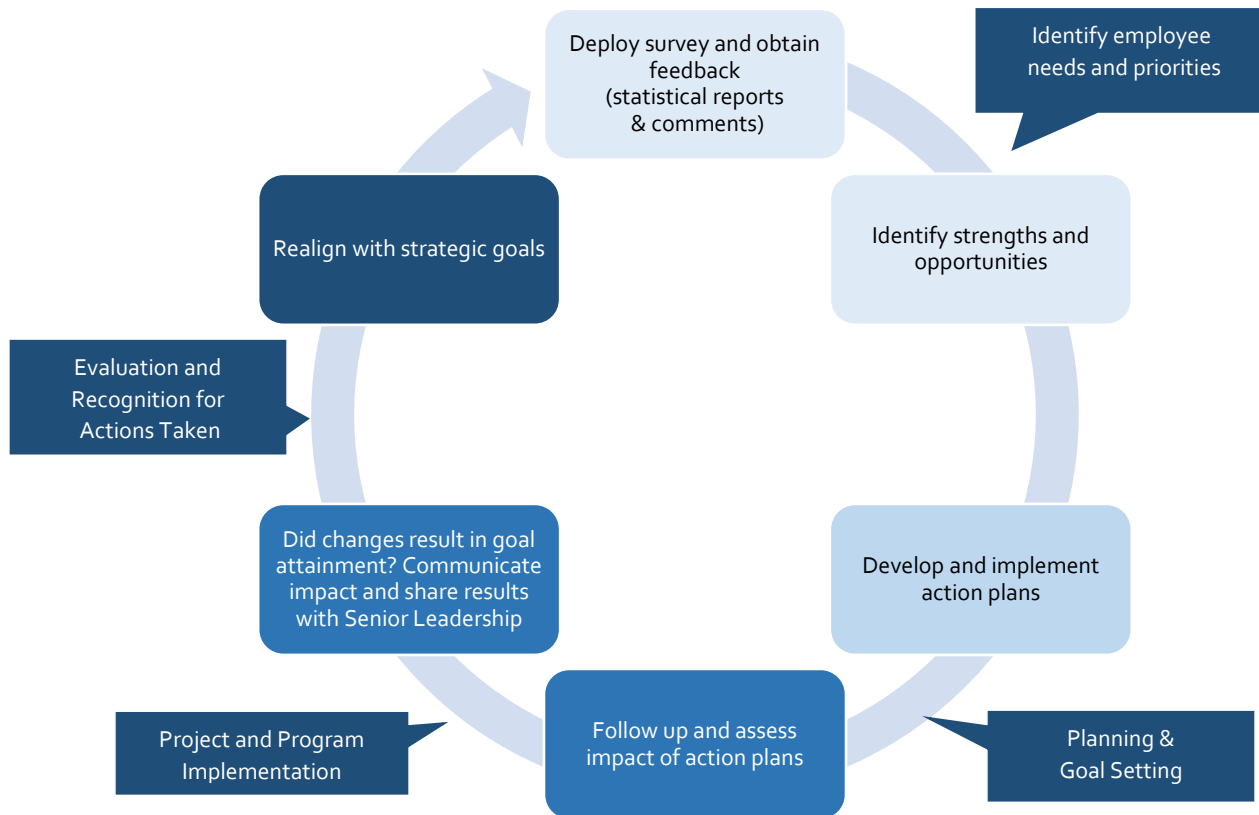 Deploy survey and obtain
feedback
(statistical reports
& comments)
Identify employee
needs and priorities
Identify strengths and
opportunities
Develop and implement
action plans
Planning &
Goal Setting
Follow up and assess
impact of action plans
Project and Program
Implementation
Did changes result in goal
attainment? Communicate
impact and share results
with Senior Leadership
Evaluation and
Recognition for
Actions Taken
Realign with strategic goals